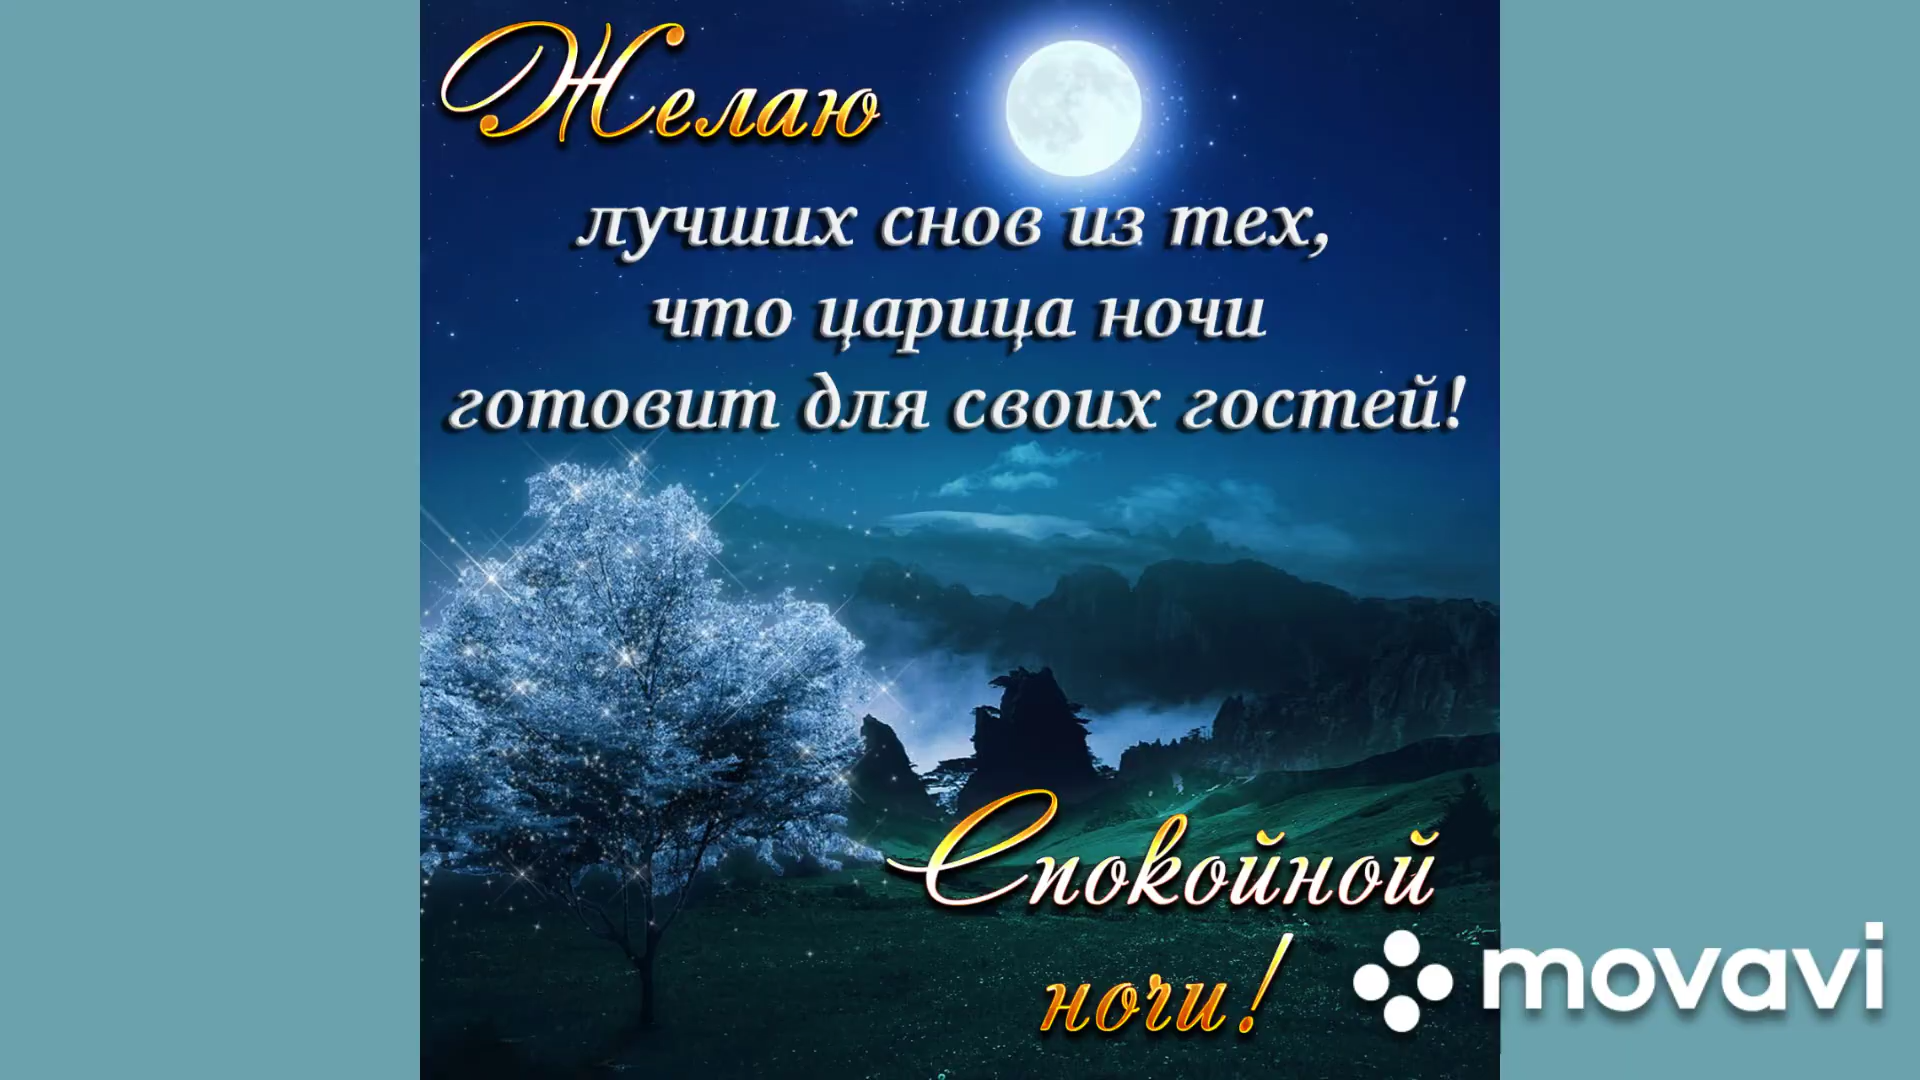 Желаю
лучших снов из тех,
что царица ночи
готовит для своих гостей!
Спокойной
ночи!
movavi